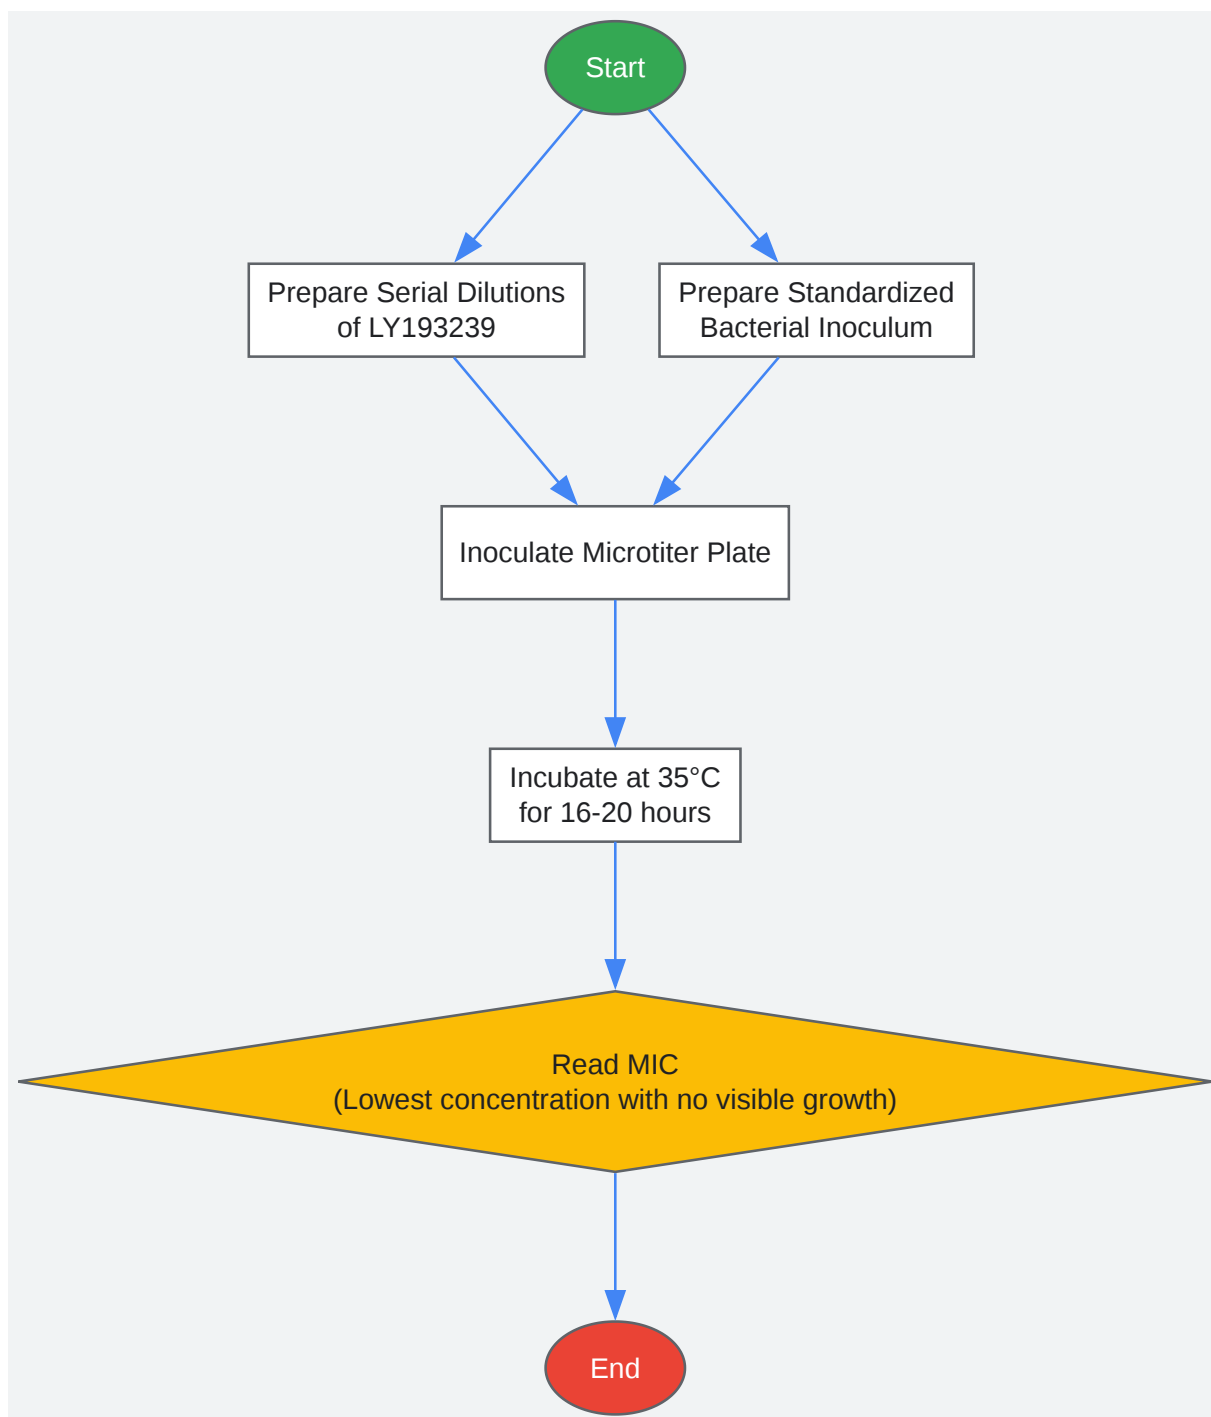 Start
Prepare Serial Dilutions
of LY193239
Prepare Standardized
Bacterial Inoculum
Inoculate Microtiter Plate
Incubate at 35°C
for 16-20 hours
Read MIC
(Lowest concentration with no visible growth)
End